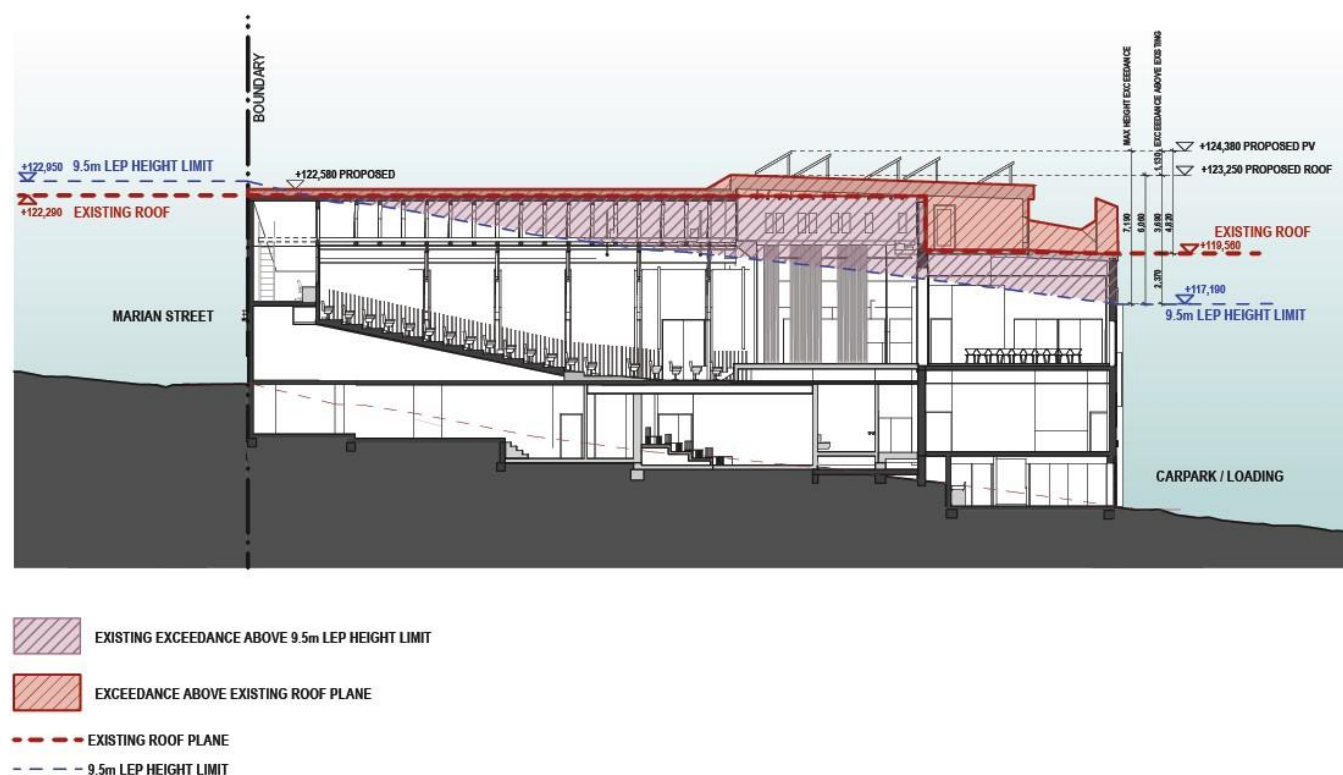 BOUNDARY
MAX HEIGHT EXCEEDANCE
EXCEEDANCE ABOVE EXISTING
+122,950 9.5m LEP HEIGHT LIMIT
+122,580 PROPOSED
+122,290 EXISTING ROOF
+124,380 PROPOSED PV
+123,250 PROPOSED ROOF
1,130
7,190
6,060
3,690
4,820
2,370
EXISTING ROOF
+119,560
+117,190
9.5m LEP HEIGHT LIMIT
MARIAN STREET
CARPARK / LOADING
EXISTING EXCEEDANCE ABOVE 9.5m LEP HEIGHT LIMIT
EXCEEDANCE ABOVE EXISTING ROOF PLANE
EXISTING ROOF PLANE
9.5m LEP HEIGHT LIMIT